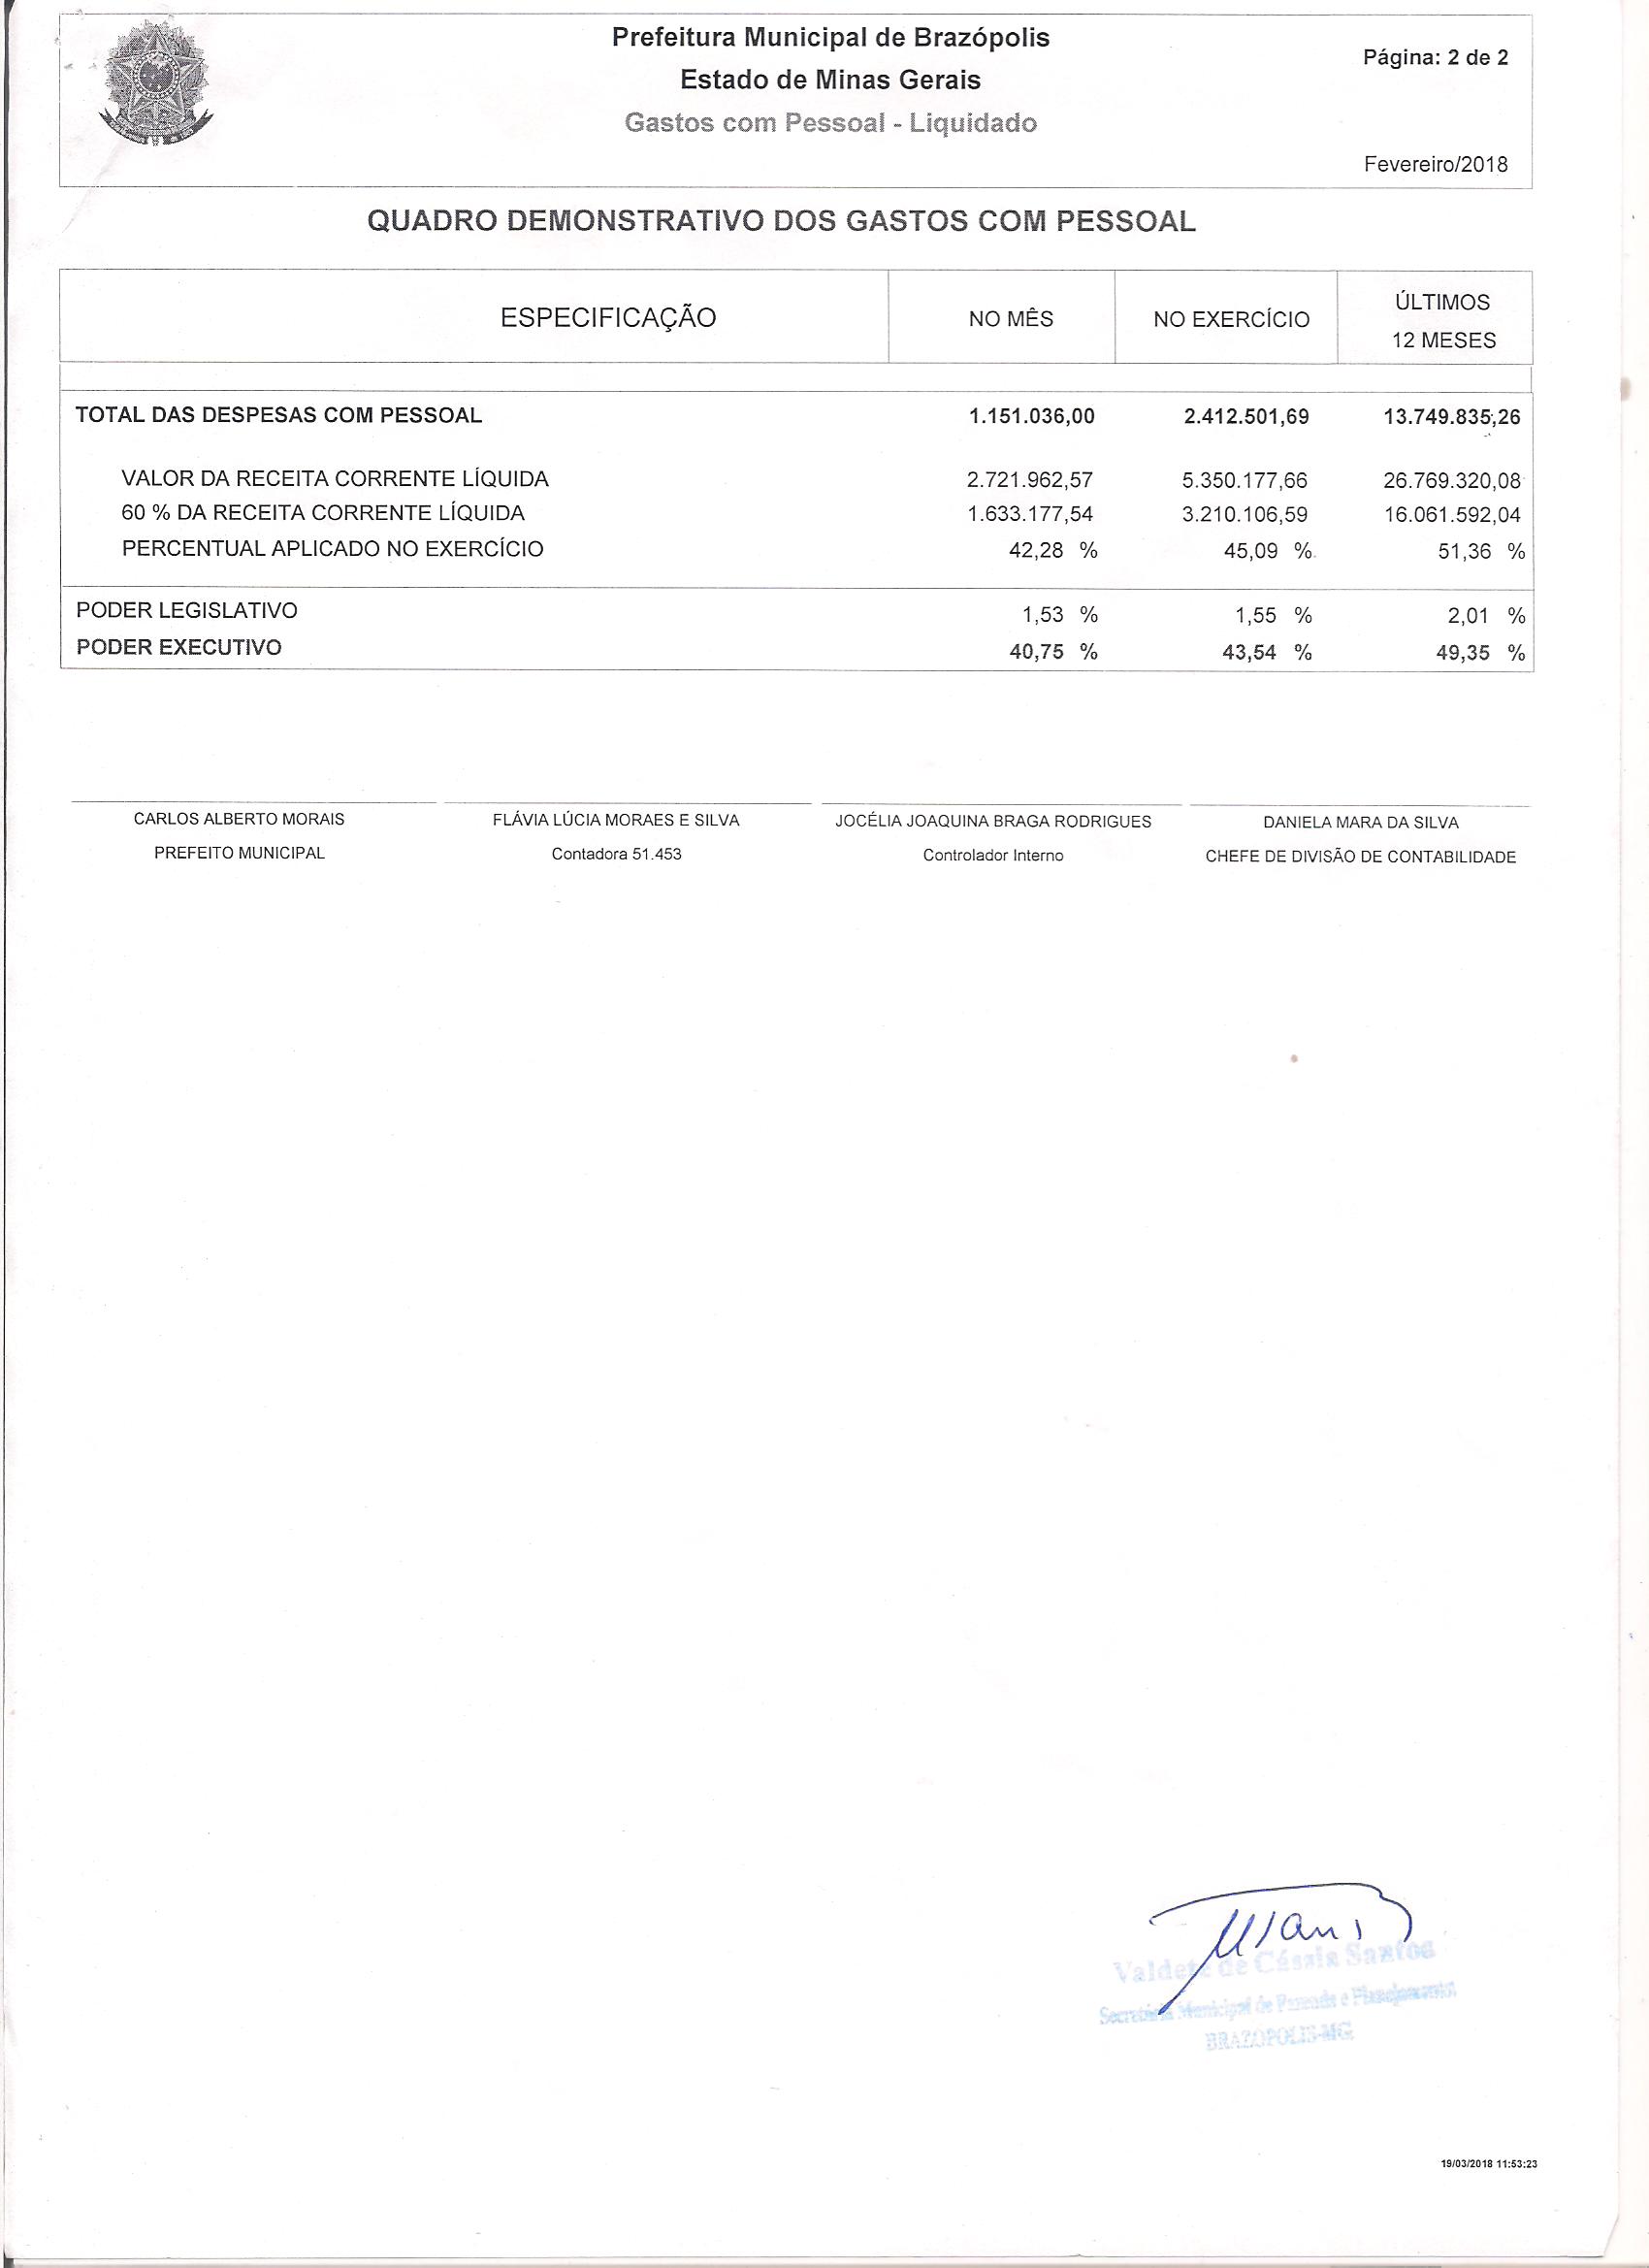 Prefeitura Municipal de Brazópolis
Estado de Minas Gerais
Gastos com Pessoal - Liquidado
Página: 2 de 2
Fevereiro/2018
QUADRO DEMONSTRATIVO DOS GASTOS COM PESSOAL
ESPECIFICAÇÃO NO MÊS NO EXERCÍCIO ÚLTIMOS 12 MESES
TOTAL DAS DESPESAS COM PESSOAL 1.151.036,00 2.412.501,69 13.749.835,26
VALOR DA RECEITA CORRENTE LÍQUIDA 2.721.962,57 5.350.177,66 26.769.320,08
60 % DA RECEITA CORRENTE LÍQUIDA 1.633.177,54 3.210.106,59 16.061.592,04
PERCENTUAL APLICADO NO EXERCÍCIO 42,28 % 45,09 % 51,36 %
PODER LEGISLATIVO 1,53 % 1,55 % 2,01 %
PODER EXECUTIVO 40,75 % 43,54 % 49,35 %
CARLOS ALBERTO MORAIS FLÁVIA LÚCIA MORAES E SILVA JOCÉLIA JOAQUINA BRAGA RODRIGUES DANIELA MARA DA SILVA
PREFEITO MUNICIPAL Contadora 51.453 Controlador Interno CHEFE DE DIVISÃO DE CONTABILIDADE
Valdete de Cássia Santos
Secretária Municipal de Fazenda e Planejamento
BRAZÓPOLIS-MG
19/03/2018 11:53:23